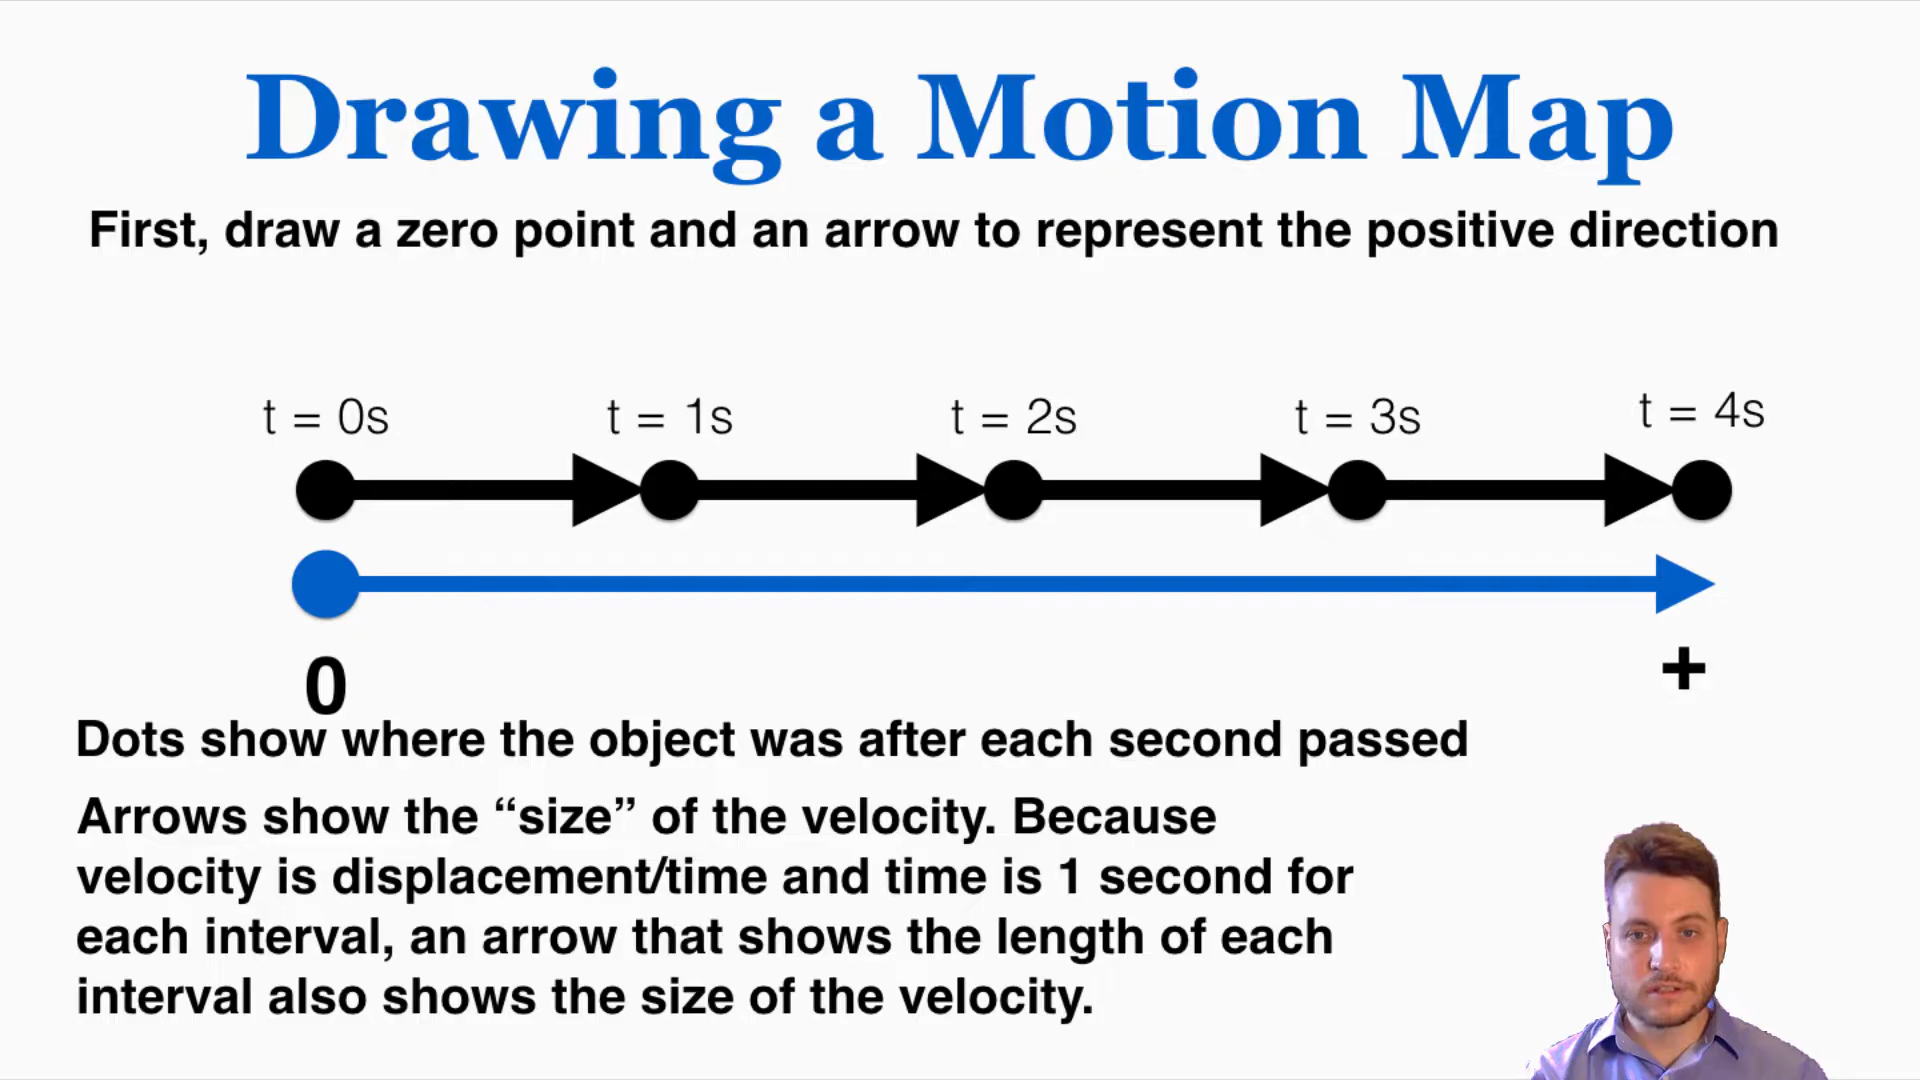 Drawing a Motion Map
First, draw a zero point and an arrow to represent the positive direction
t = 0s t = 1s t = 2s t = 3s t = 4s
0 +
Dots show where the object was after each second passed
Arrows show the “size” of the velocity. Because
velocity is displacement/time and time is 1 second for
each interval, an arrow that shows the length of each
interval also shows the size of the velocity.